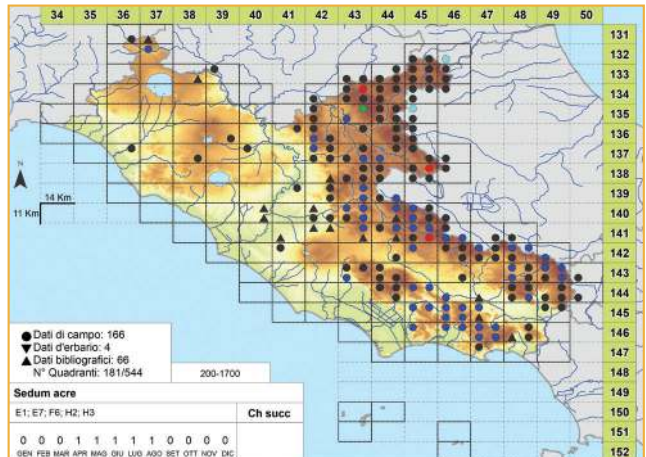 34 35 36 37 38 39 40 41 42 43 44 45 46 47 48 49 50
131
132
133
134
135
136
137
138
139
140
141
142
143
144
145
146
147
148
149
150
151
152
N
14 Km
11 Km
Dati di campo: 166
Dati d'erbario: 4
Dati bibliografici: 66
N° Quadranti: 181/544
200-1700
Sedum acre
E1; E7; F6; H2; H3 Ch succ
0 0 0 1 1 1 1 1 0 0 0 0
GEN FEB MAR APR MAG GIU LUG AGO SET OTT NOV DIC